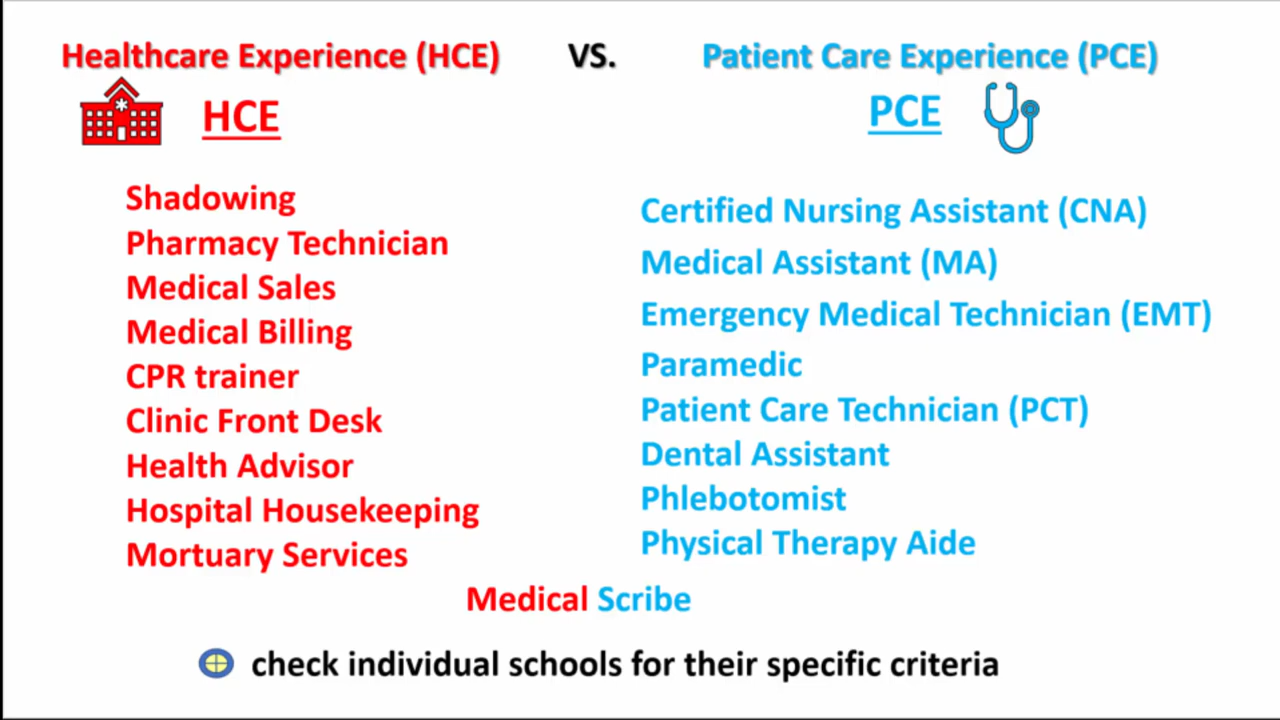 Healthcare Experience (HCE) VS. Patient Care Experience (PCE)
HCE
PCE
Shadowing
Pharmacy Technician
Medical Sales
Medical Billing
CPR trainer
Clinic Front Desk
Health Advisor
Hospital Housekeeping
Mortuary Services
Certified Nursing Assistant (CNA)
Medical Assistant (MA)
Emergency Medical Technician (EMT)
Paramedic
Patient Care Technician (PCT)
Dental Assistant
Phlebotomist
Physical Therapy Aide
Medical Scribe
check individual schools for their specific criteria